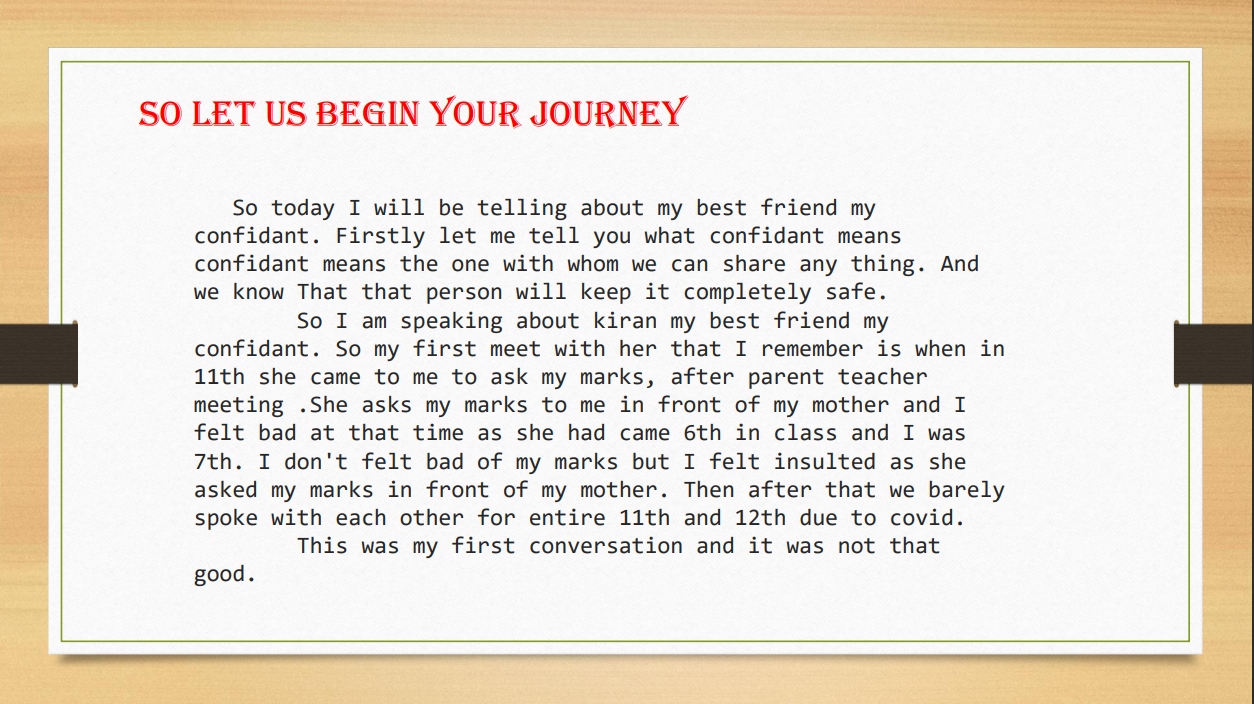 SO LET US BEGIN YOUR JOURNEY
So today I will be telling about my best friend my
confidant. Firstly let me tell you what confidant means
confidant means the one with whom we can share any thing. And
we know That that person will keep it completely safe.
So I am speaking about kiran my best friend my
confidant. So my first meet with her that I remember is when in
11th she came to me to ask my marks, after parent teacher
meeting .She asks my marks to me in front of my mother and I
felt bad at that time as she had came 6th in class and I was
7th. I don't felt bad of my marks but I felt insulted as she
asked my marks in front of my mother. Then after that we barely
spoke with each other for entire 11th and 12th due to covid.
This was my first conversation and it was not that
good.